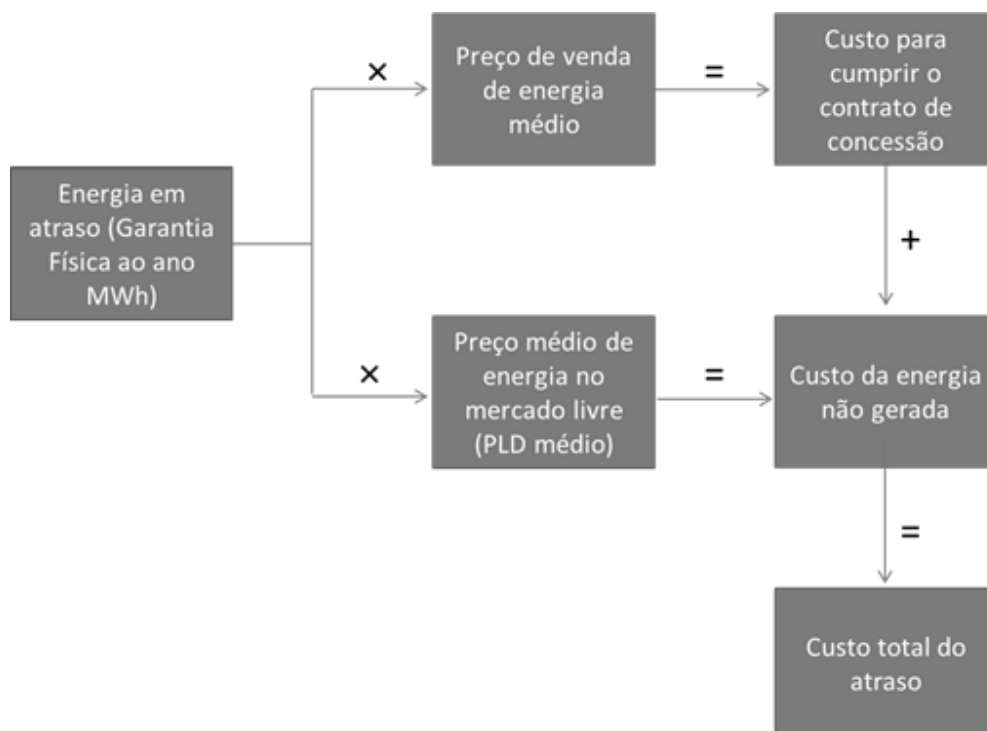 Energia em
atraso (Garantia
Física ao ano
MWh)
×
Preço de venda
de energia
médio
=
Custo para
cumprir o
contrato de
concessão
+
×
Preço médio de
energia no
mercado livre
(PLD médio)
=
Custo da energia
não gerada
=
Custo total do
atraso